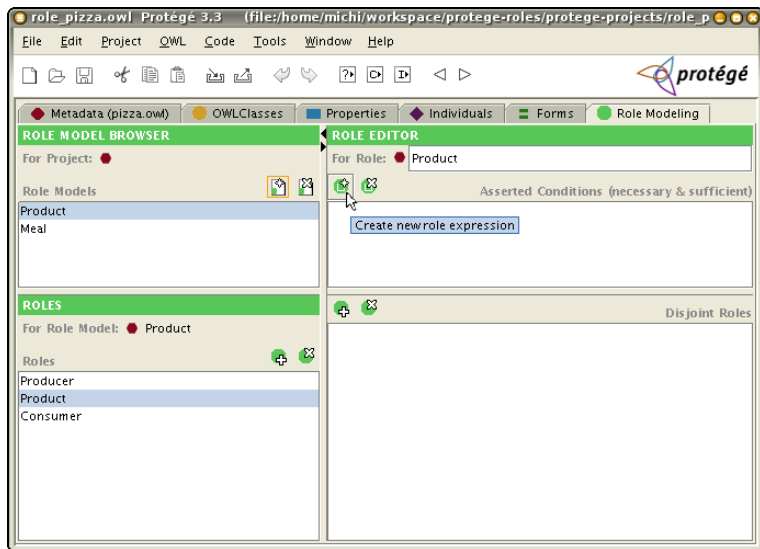 role_pizza.owl Protégé 3.3 (file:/home/michi/workspace/protege-roles/protege-projects/role_p
File Edit Project OWL Code Tools Window Help
protégé
Metadata (pizza.owl) OWLClasses Properties Individuals Forms Role Modeling
ROLE MODEL BROWSER
For Project:
Role Models
Product
Meal
ROLES
For Role Model: Product
Roles
Producer
Product
Consumer
ROLE EDITOR
For Role: Product
Asserted Conditions (necessary & sufficient)
Create new role expression
Disjoint Roles